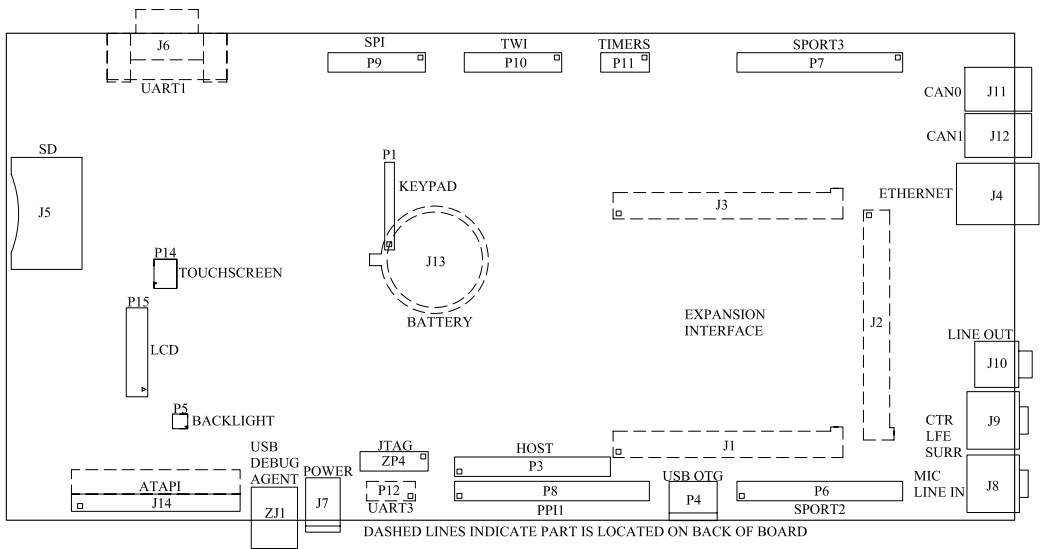 J6
UART1
SPI
P9
TWI
P10
TIMERS
P11
SPORT3
P7
CAN0
J11
CAN1
J12
ETHERNET
J4
SD
J5
P1
KEYPAD
J3
P14
TOUCHSCREEN
J13
BATTERY
P15
LCD
EXPANSION
INTERFACE
J2
LINE OUT
J10
P5
BACKLIGHT
CTR
LFE
SURR
J9
USB
DEBUG
AGENT
ZJ1
POWER
J7
JTAG
ZP4
HOST
P3
J1
ATAPI
J14
P12
UART3
P8
PPI1
USB OTG
P4
P6
SPORT2
MIC
LINE IN
J8
DASHED LINES INDICATE PART IS LOCATED ON BACK OF BOARD